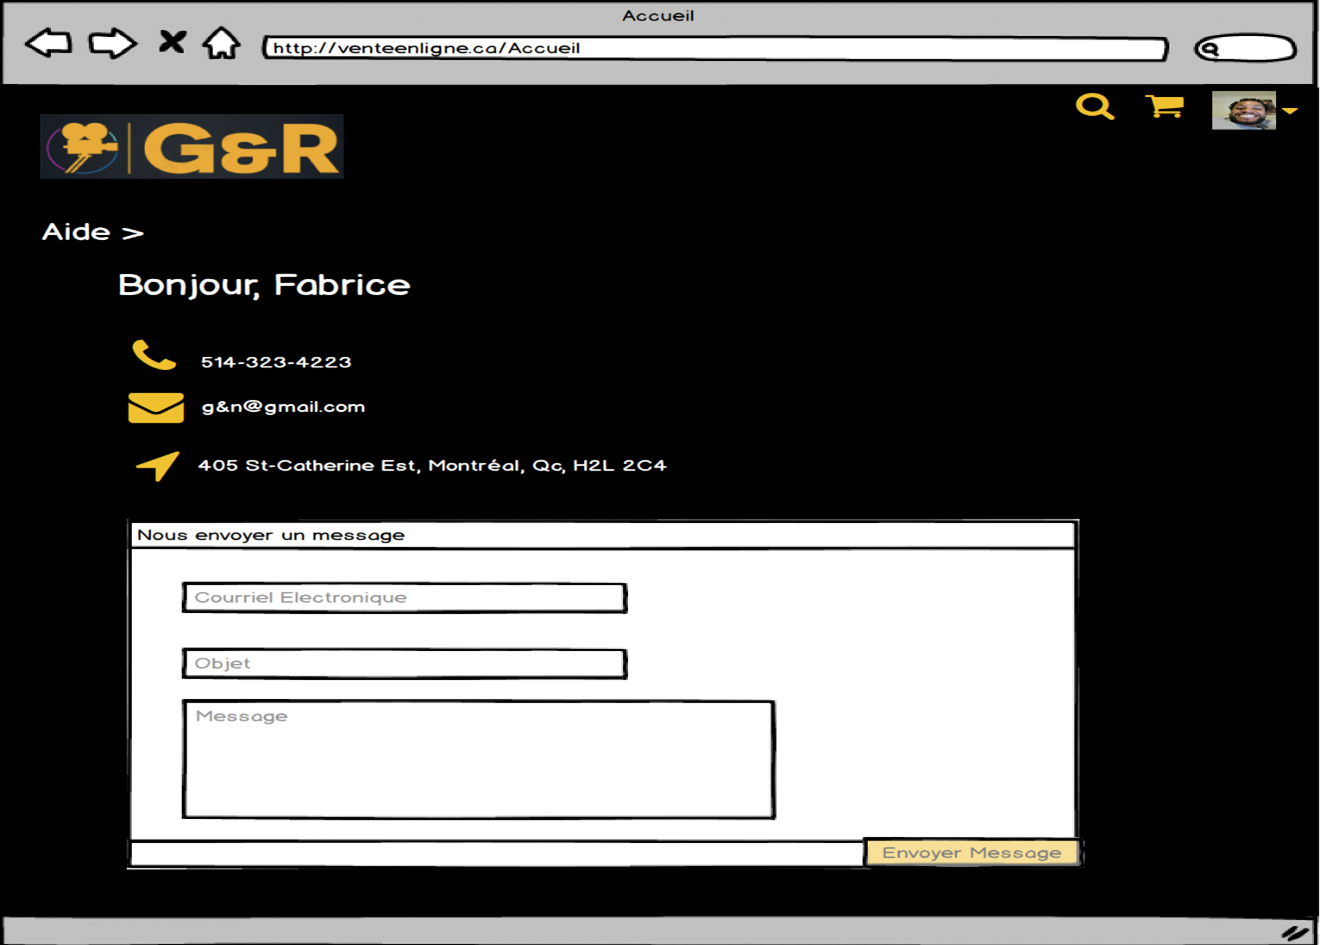 Accueil
http://venteenligne.ca/Accueil
G&R
Aide >
Bonjour, Fabrice
514-323-4223
g&n@gmail.com
405 St-Catherine Est, Montréal, Qc, H2L 2C4
Nous envoyer un message
Courriel Electronique
Objet
Message
Envoyer Message